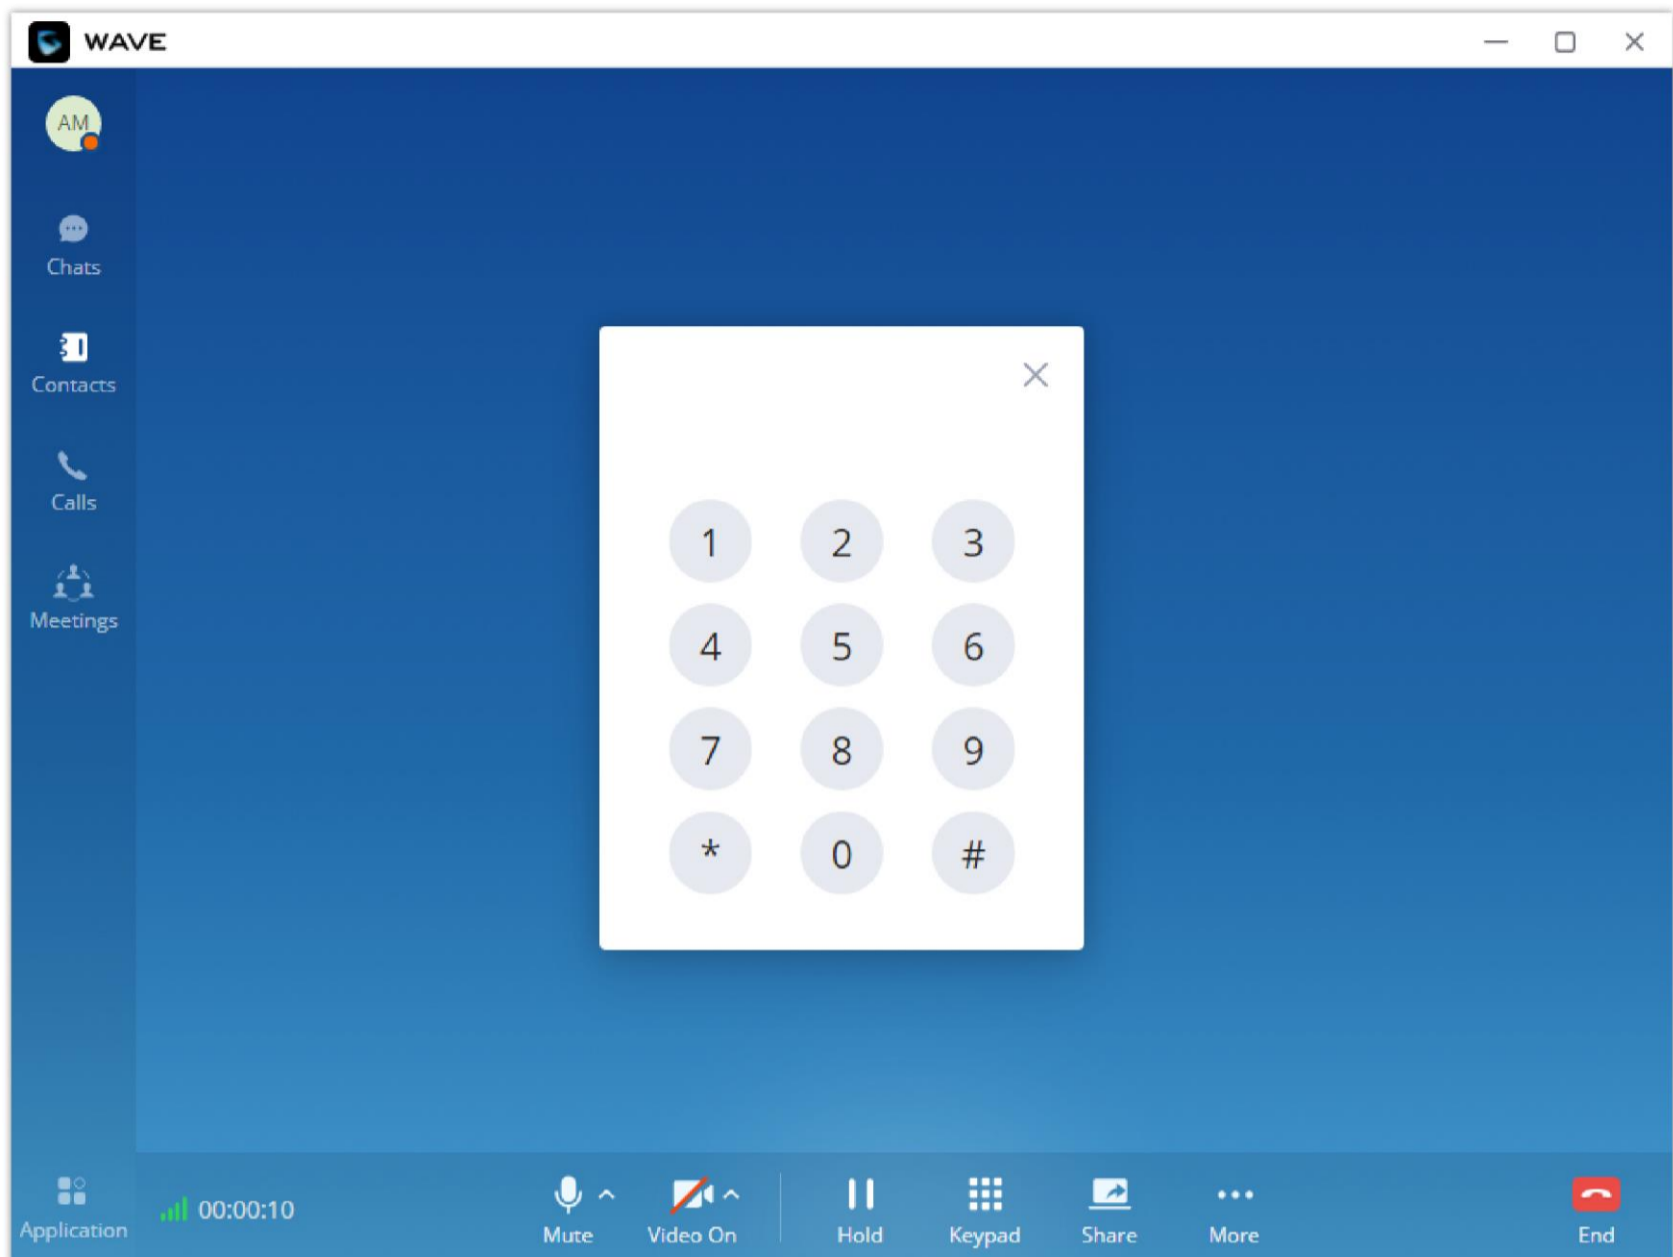 WAVE
AM
Chats
Contacts
Calls
Meetings
1 2 3
4 5 6
7 8 9
* 0 #
Application
00:00:10
Mute
Video On
Hold
Keypad
Share
More
End